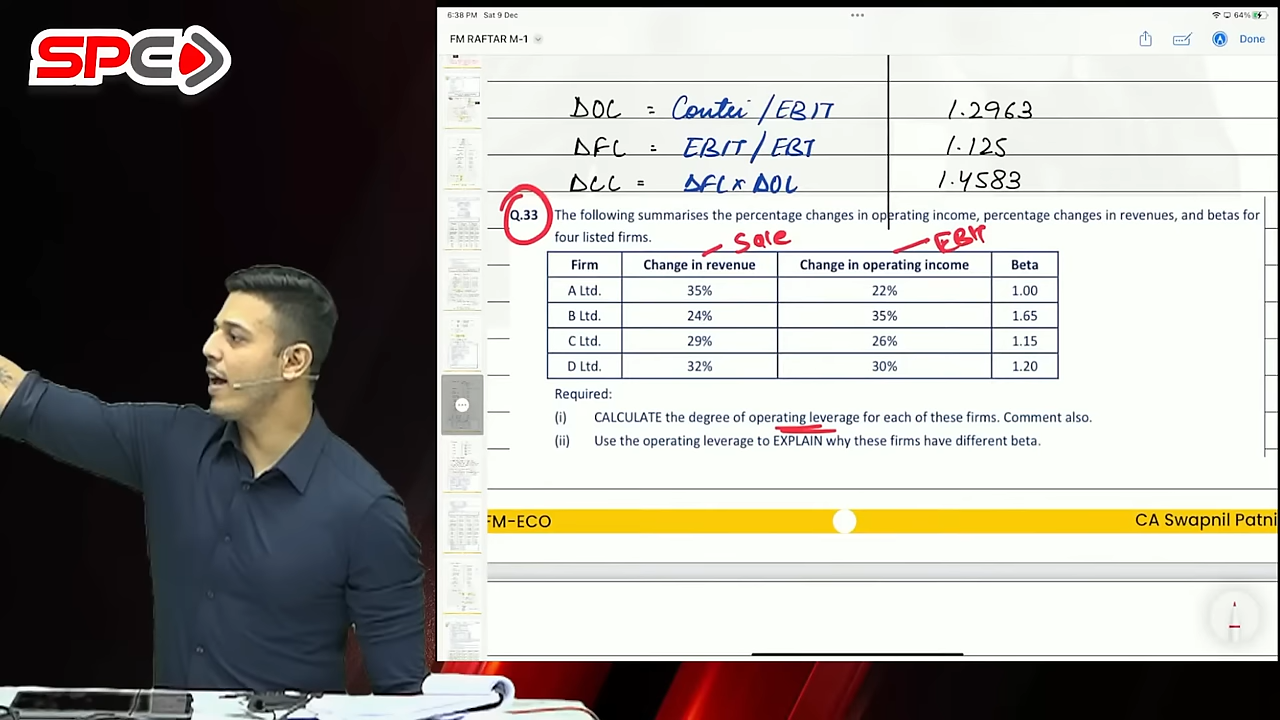 SPC
6:38 PM Sat 9 Dec
64%
FM RAFTAR M-1
Done
DOL = Contri / EBIT 1.2963
DFL = EBIT / EBT 1.125
DCL = DFL x DOL 1.4583
Q.33 The following summarises the percentage changes in operating income, percentage changes in revenues, and betas for
four listed firms.
Sale
EBIT
Firm Change in revenue Change in operating income Beta
A Ltd. 35% 22% 1.00
B Ltd. 24% 35% 1.65
C Ltd. 29% 26% 1.15
D Ltd. 32% 30% 1.20
Required:
(i) CALCULATE the degree of operating leverage for each of these firms. Comment also.
(ii) Use the operating leverage to EXPLAIN why these firms have different beta.
FM-ECO
CA Swapnil Patni